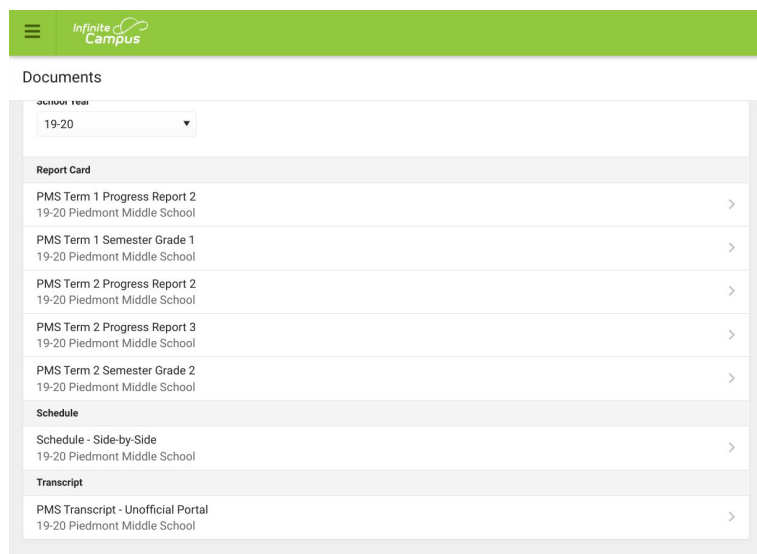 Infinite
Campus
Documents
School Year
19-20
Report Card
PMS Term 1 Progress Report 2
19-20 Piedmont Middle School
PMS Term 1 Semester Grade 1
19-20 Piedmont Middle School
PMS Term 2 Progress Report 2
19-20 Piedmont Middle School
PMS Term 2 Progress Report 3
19-20 Piedmont Middle School
PMS Term 2 Semester Grade 2
19-20 Piedmont Middle School
Schedule
Schedule - Side-by-Side
19-20 Piedmont Middle School
Transcript
PMS Transcript - Unofficial Portal
19-20 Piedmont Middle School